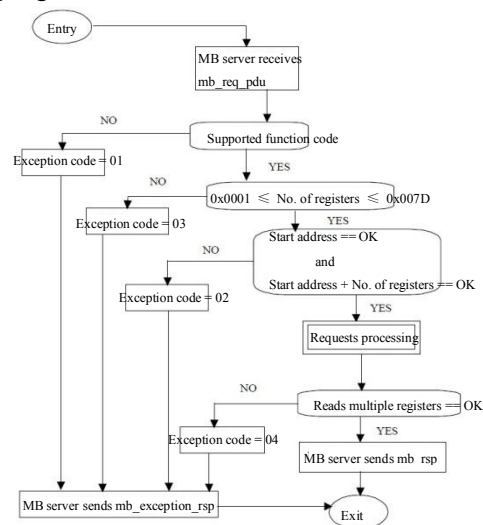 Entry
MB server receives
mb_req_pdu
NO
Supported function code
Exception code = 01
YES
NO
0x0001 ≤ No. of registers ≤ 0x007D
Exception code = 03
YES
NO
Start address == OK
and
Start address + No. of registers == OK
Exception code = 02
YES
Requests processing
NO
Reads multiple registers == OK
Exception code = 04
YES
MB server sends mb_rsp
MB server sends mb_exception_rsp
Exit